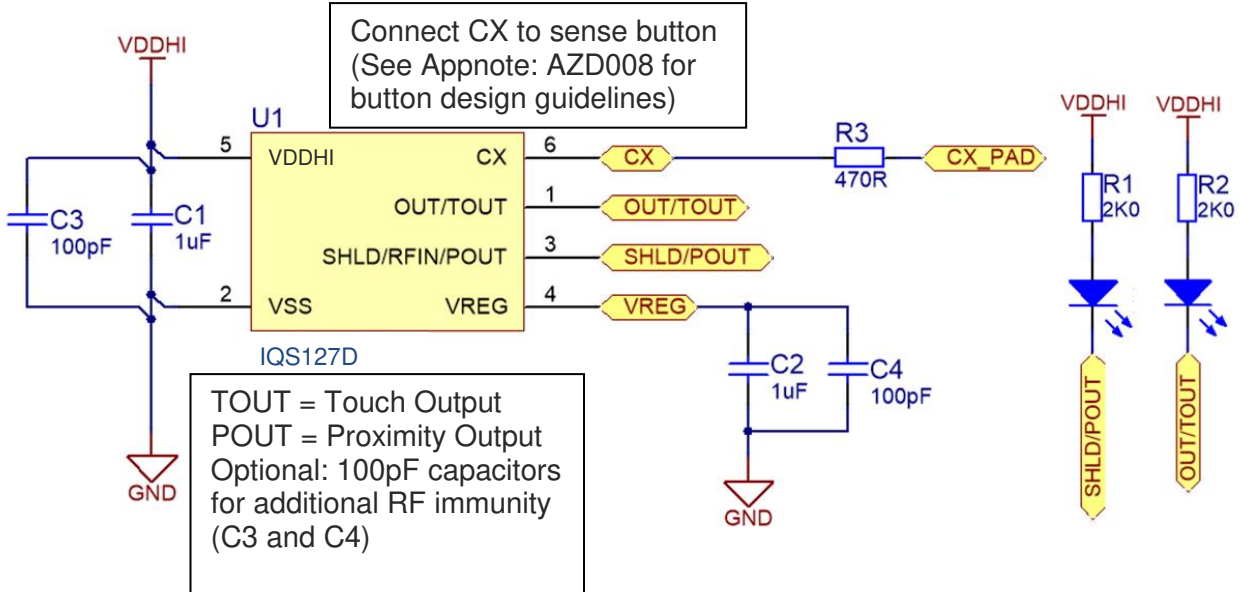 Connect CX to sense button
(See Appnote: AZD008 for
button design guidelines)
VDDHI
U1
5
VDDHI
CX
6
CX
R3
470R
CX_PAD
OUT/TOUT
1
OUT/TOUT
C3
100pF
C1
1uF
SHLD/RFIN/POUT
3
SHLD/POUT
2
VSS
VREG
4
VREG
IQS127D
C2
1uF
C4
100pF
GND
GND
TOUT = Touch Output
POUT = Proximity Output
Optional: 100pF capacitors
for additional RF immunity
(C3 and C4)
VDDHI
R1
2K0
SHLD/POUT
VDDHI
R2
2K0
OUT/TOUT